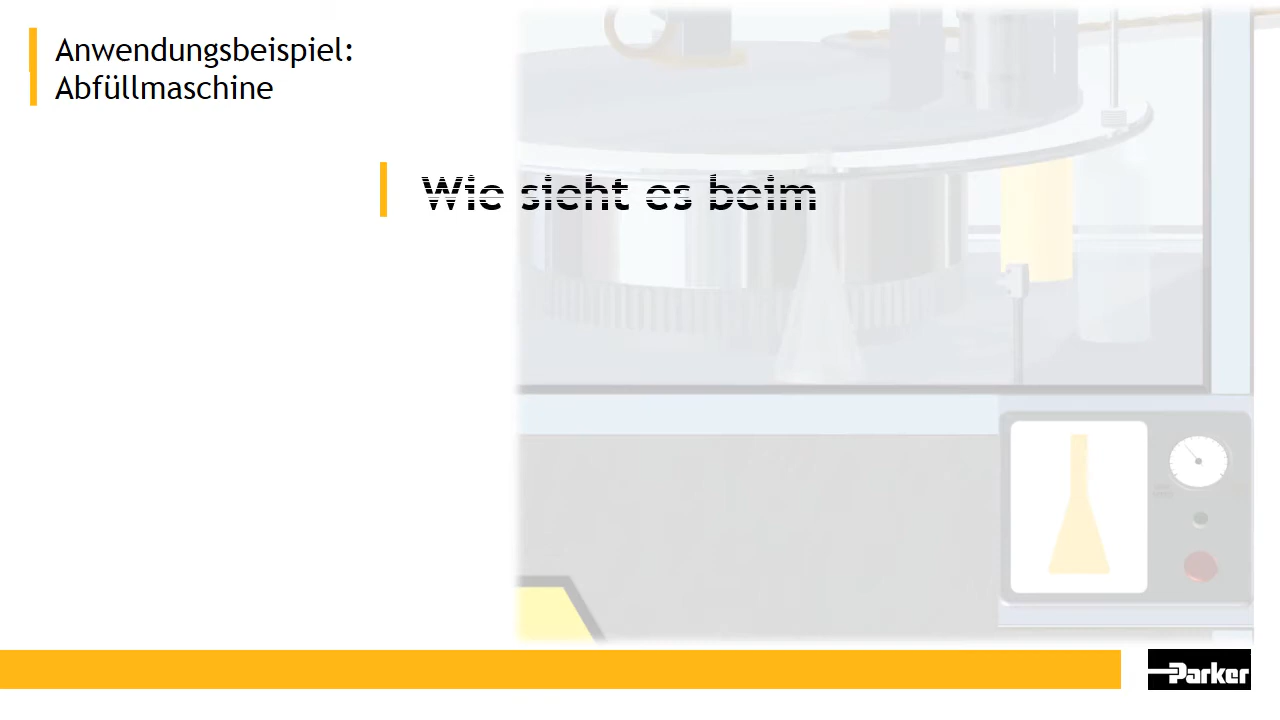 Anwendungsbeispiel:
Abfüllmaschine
Wie sieht es beim
Parker